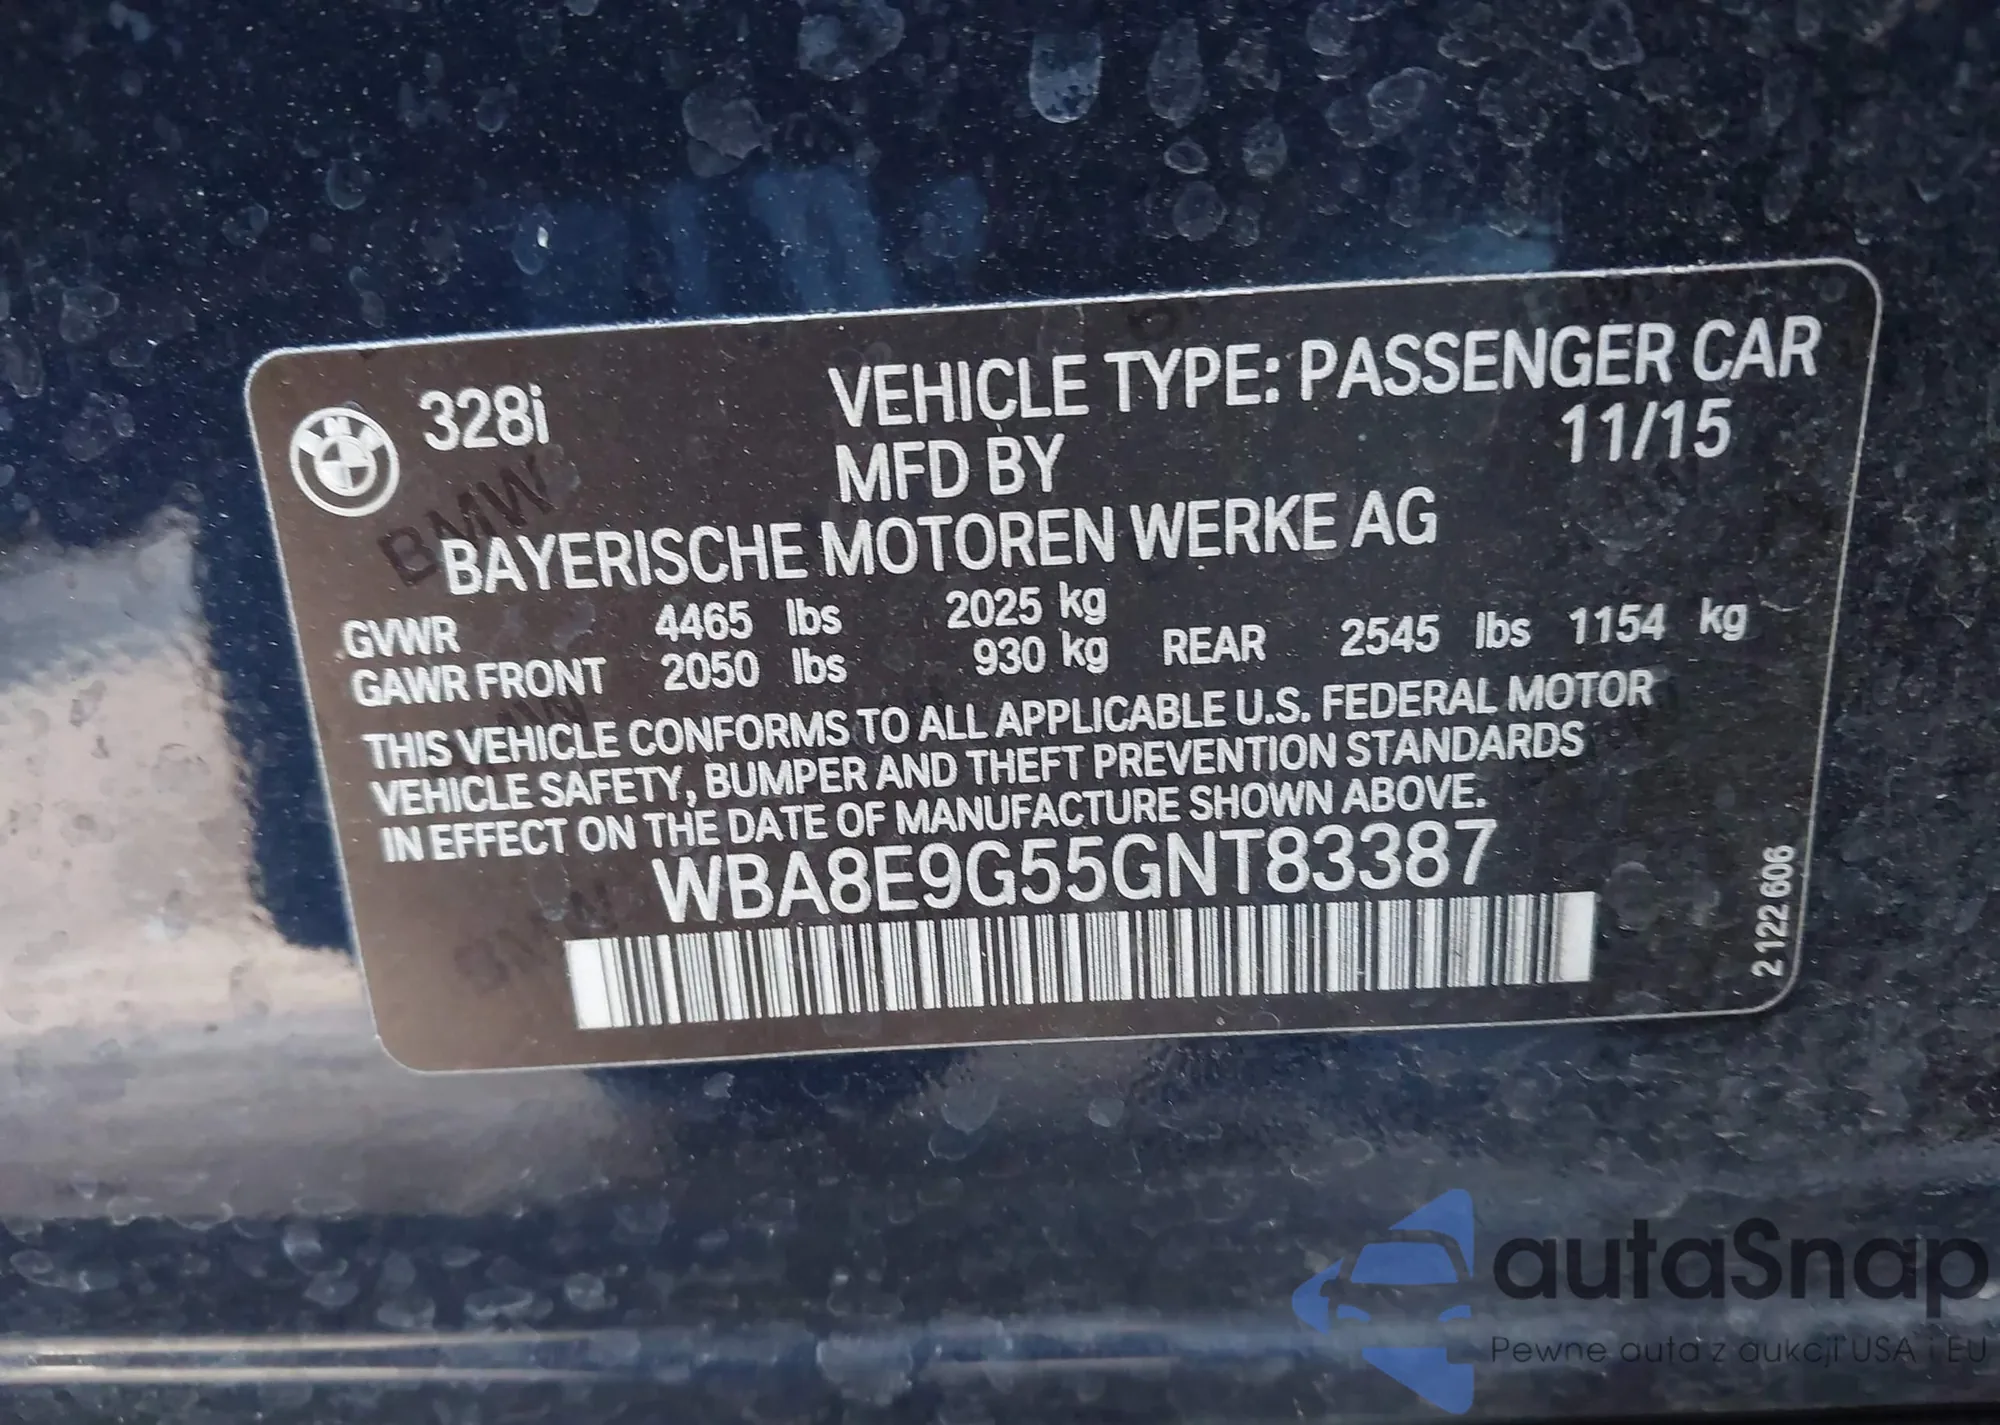 328i
VEHICLE TYPE: PASSENGER CAR
MFD BY 11/15
BAYERISCHE MOTOREN WERKE AG
GVWR 4465 lbs 2025 kg
GAWR FRONT 2050 lbs 930 kg REAR 2545 lbs 1154 kg
THIS VEHICLE CONFORMS TO ALL APPLICABLE U.S. FEDERAL MOTOR
VEHICLE SAFETY, BUMPER AND THEFT PREVENTION STANDARDS
IN EFFECT ON THE DATE OF MANUFACTURE SHOWN ABOVE.
WBA8E9G55GNT83387
2 122 606
BMW
autaSnap
Pewne auta z aukcji USA i EU